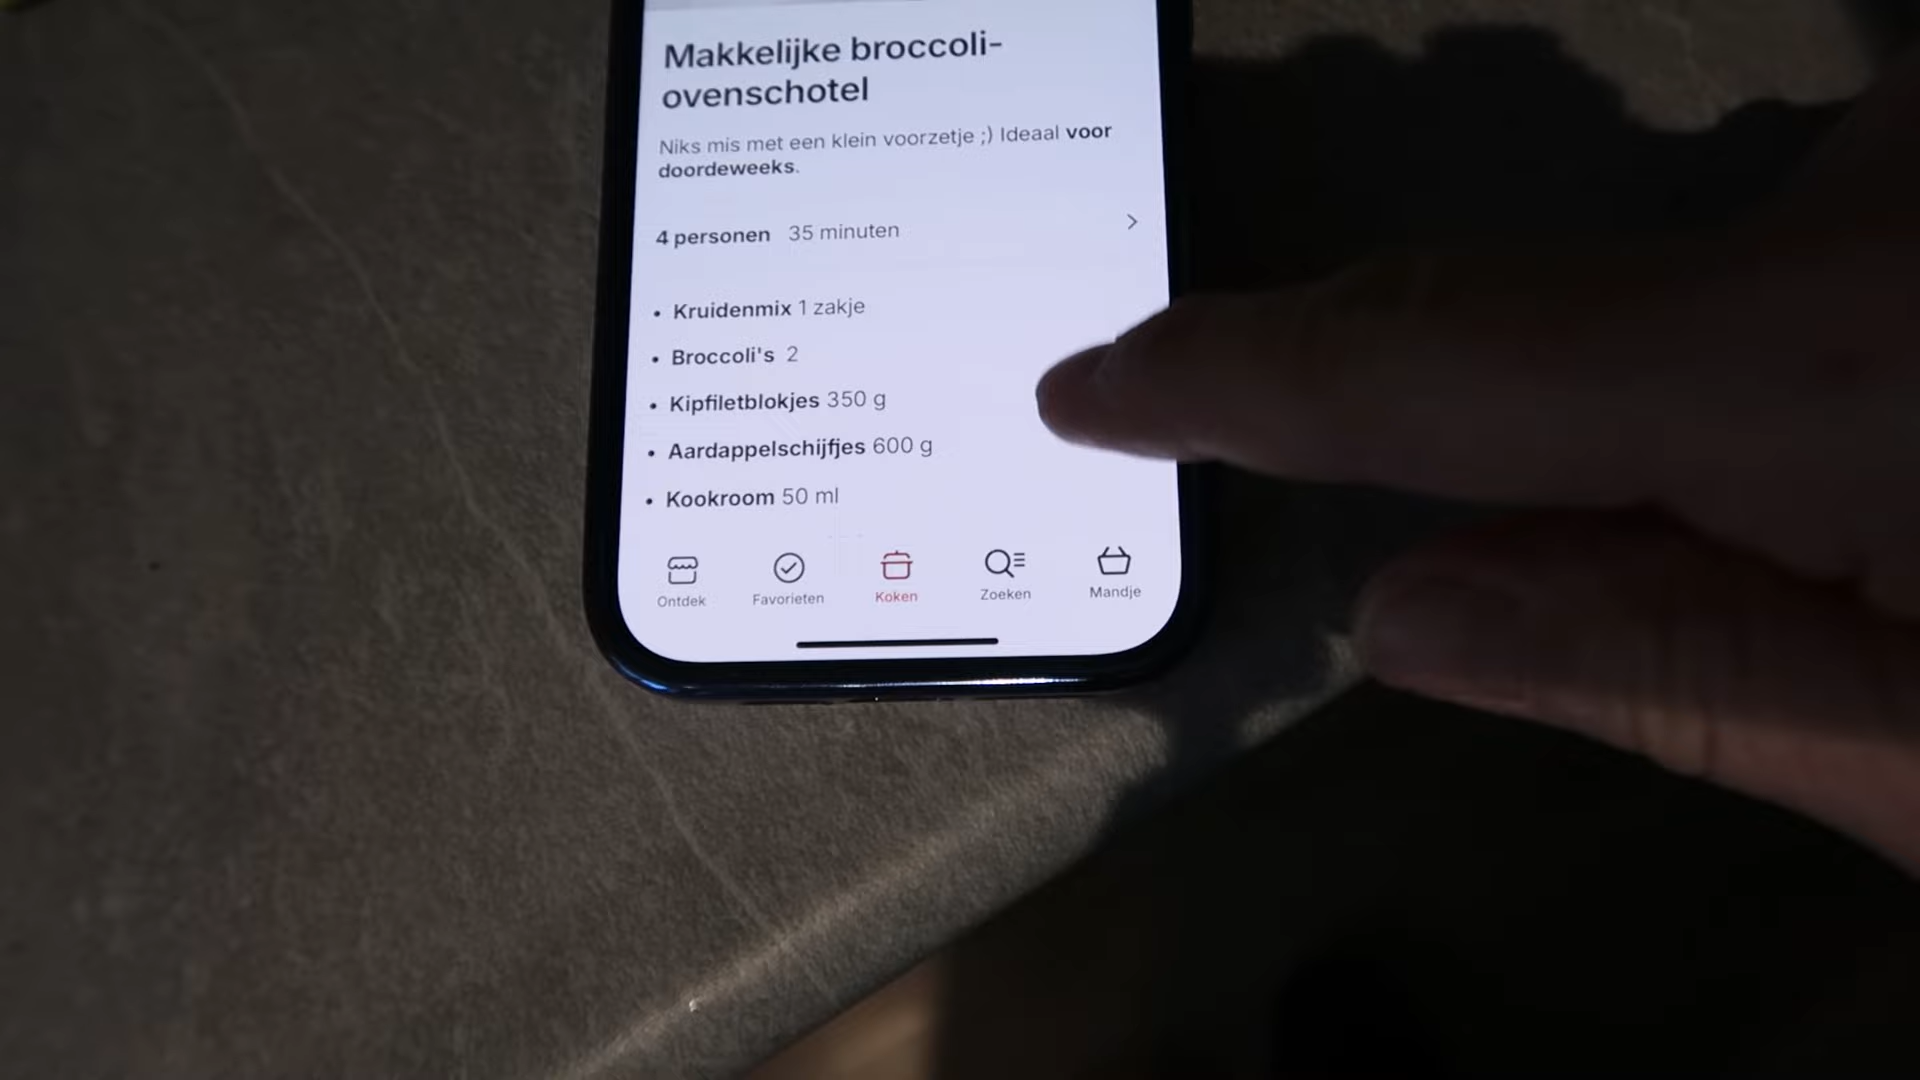 Makkelijke broccoli-
ovenschotel
Niks mis met een klein voorzetje ;) Ideaal voor
doordeweeks.
4 personen 35 minuten
• Kruidenmix 1 zakje
• Broccoli's 2
• Kipfiletblokjes 350 g
• Aardappelschijfjes 600 g
• Kookroom 50 ml
Ontdek Favorieten Koken Zoeken Mandje